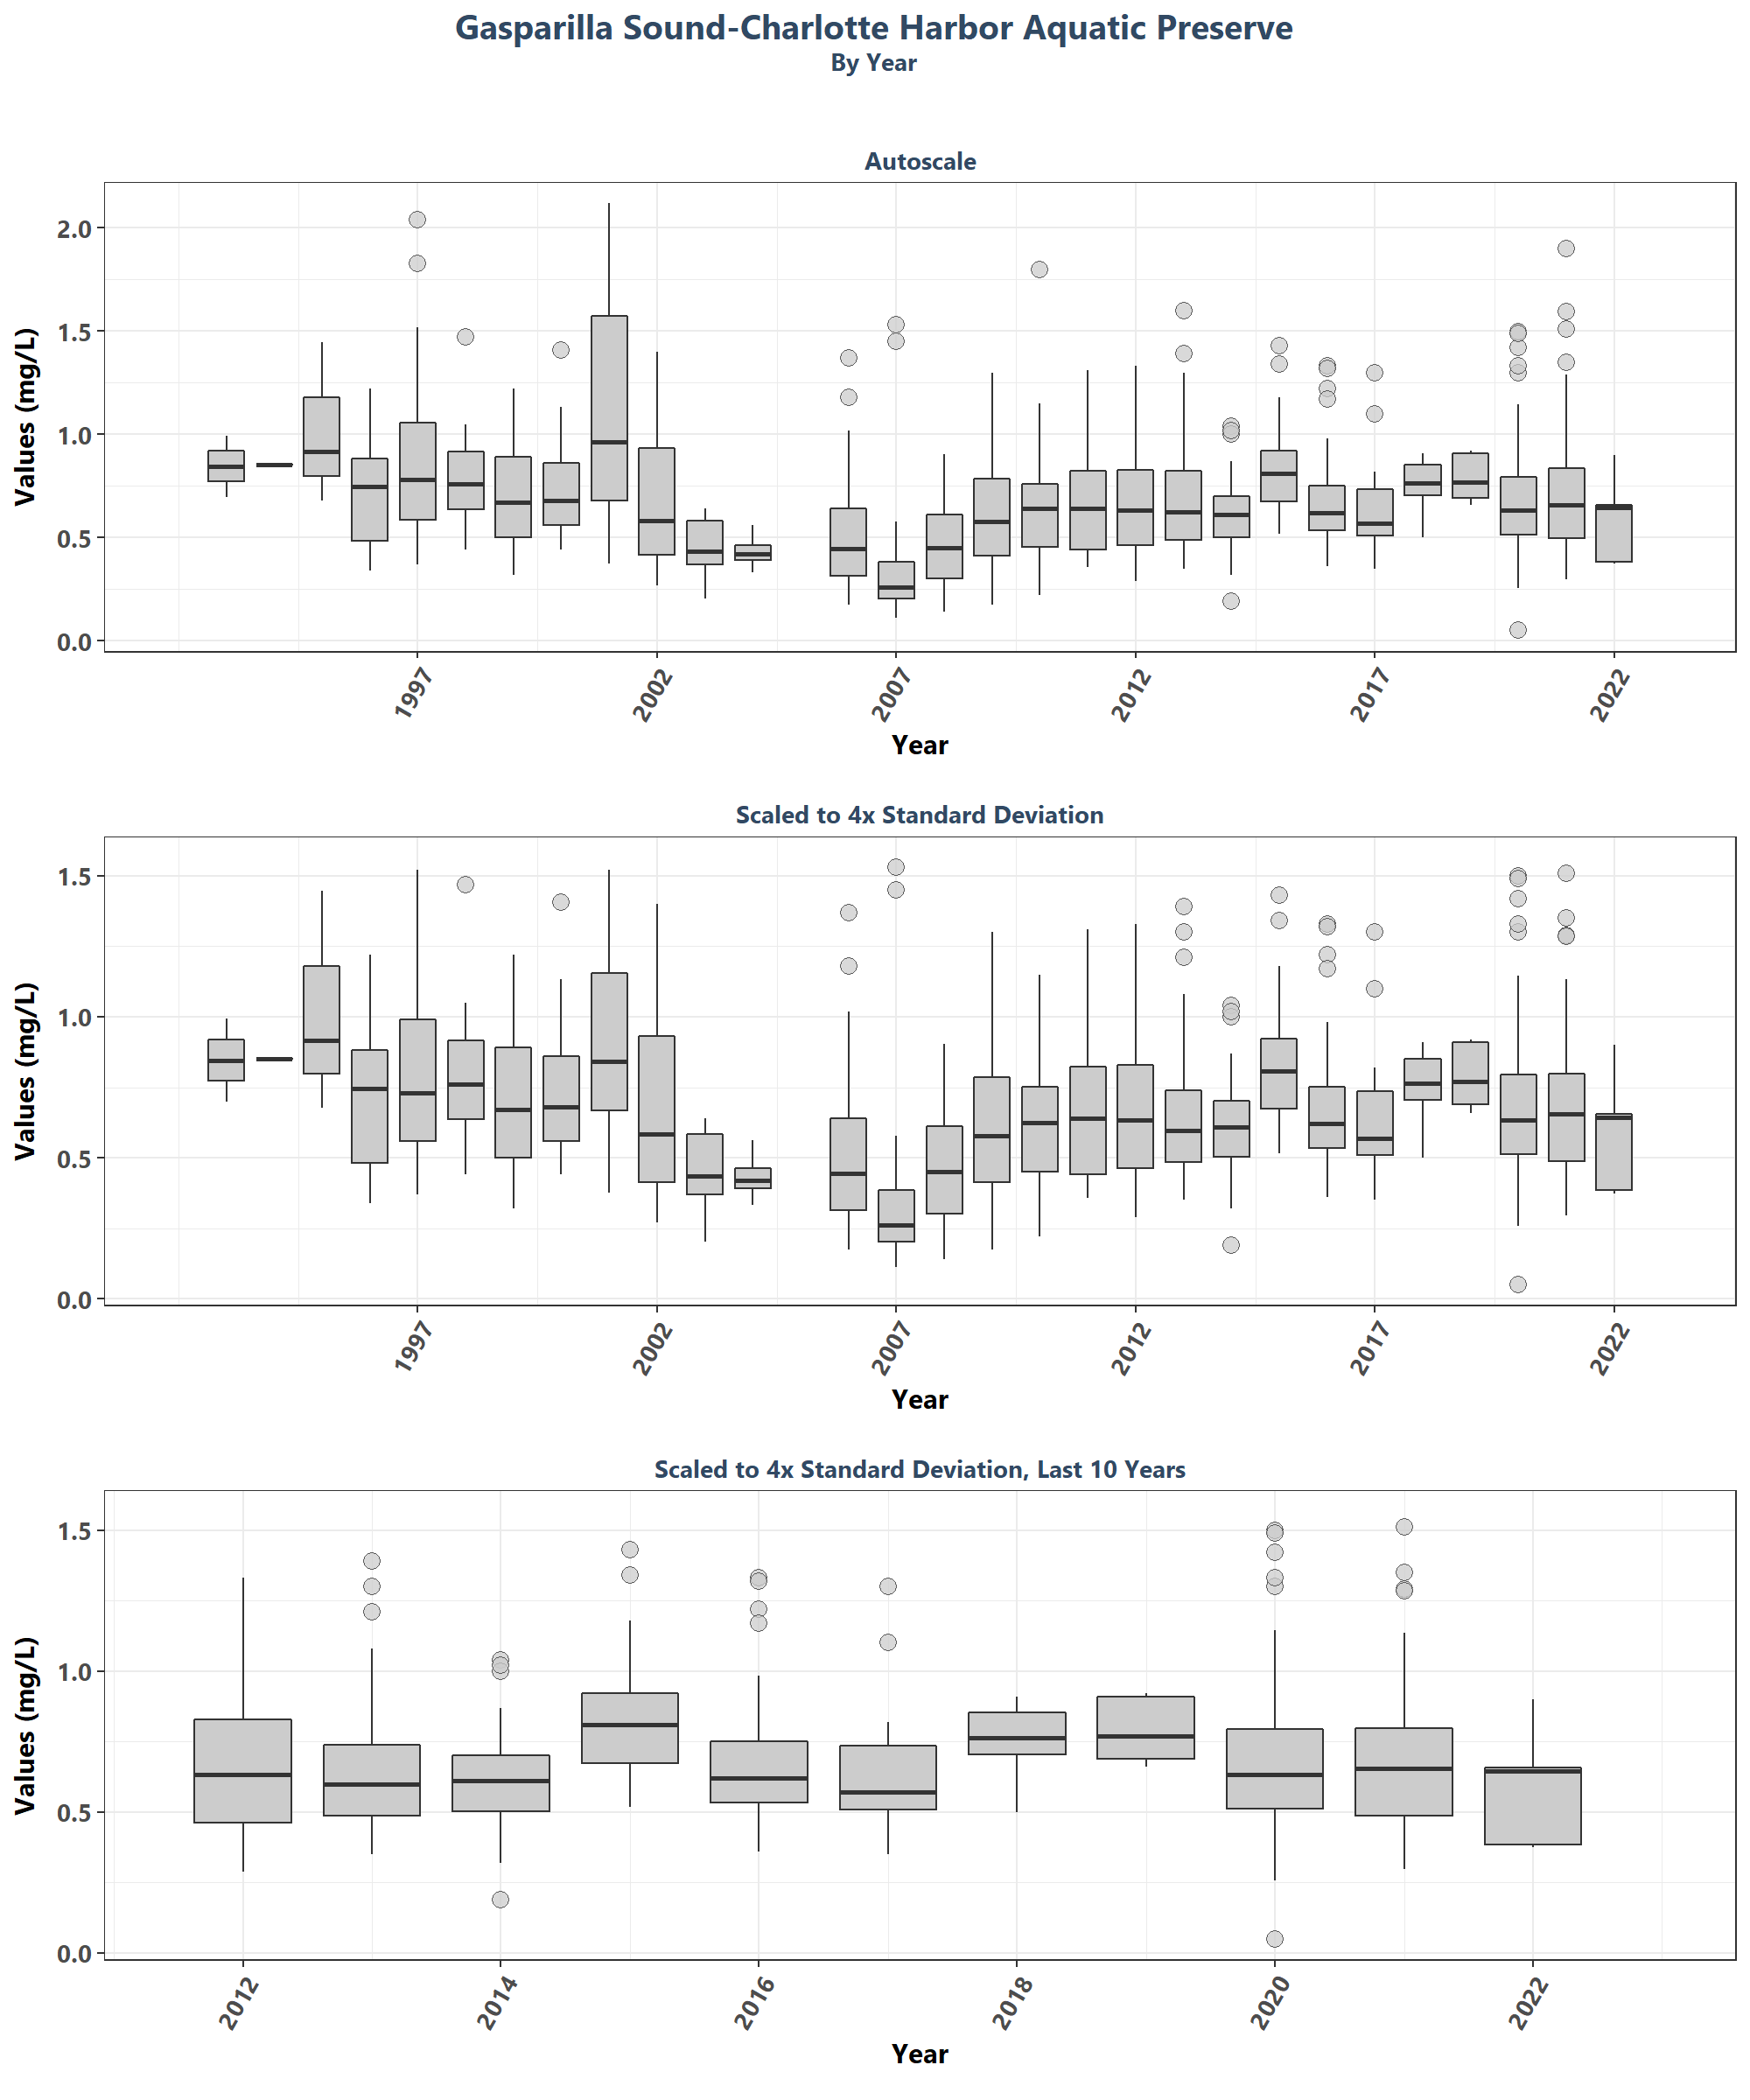 Gasparilla Sound-Charlotte Harbor Aquatic Preserve
By Year
Autoscale
Values (mg/L)
2.0
1.5
1.0
0.5
0.0
1997
2002
2007
2012
2017
2022
Year
Scaled to 4x Standard Deviation
Values (mg/L)
1.5
1.0
0.5
0.0
1997
2002
2007
2012
2017
2022
Year
Scaled to 4x Standard Deviation, Last 10 Years
Values (mg/L)
1.5
1.0
0.5
0.0
2012
2014
2016
2018
2020
2022
Year